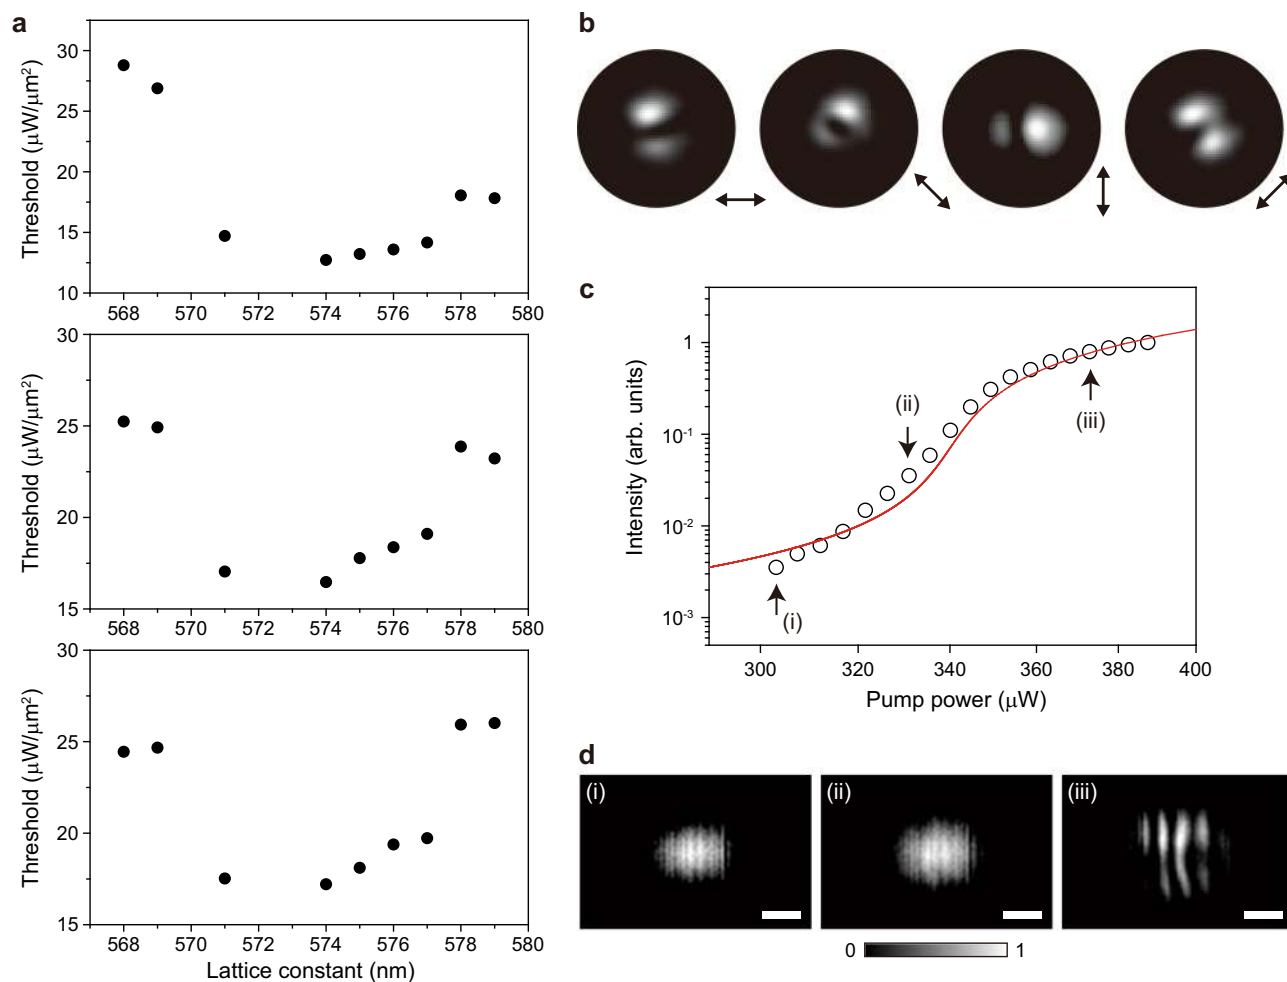 a
Threshold (μW/μm²)
30
25
20
15
10
568 570 572 574 576 578 580
Threshold (μW/μm²)
30
25
20
15
568 570 572 574 576 578 580
Threshold (μW/μm²)
30
25
20
15
568 570 572 574 576 578 580
Lattice constant (nm)
b
c
Intensity (arb. units)
1
10⁻¹
10⁻²
10⁻³
(i)
(ii)
(iii)
300 320 340 360 380 400
Pump power (μW)
d
(i)
(ii)
(iii)
0 1